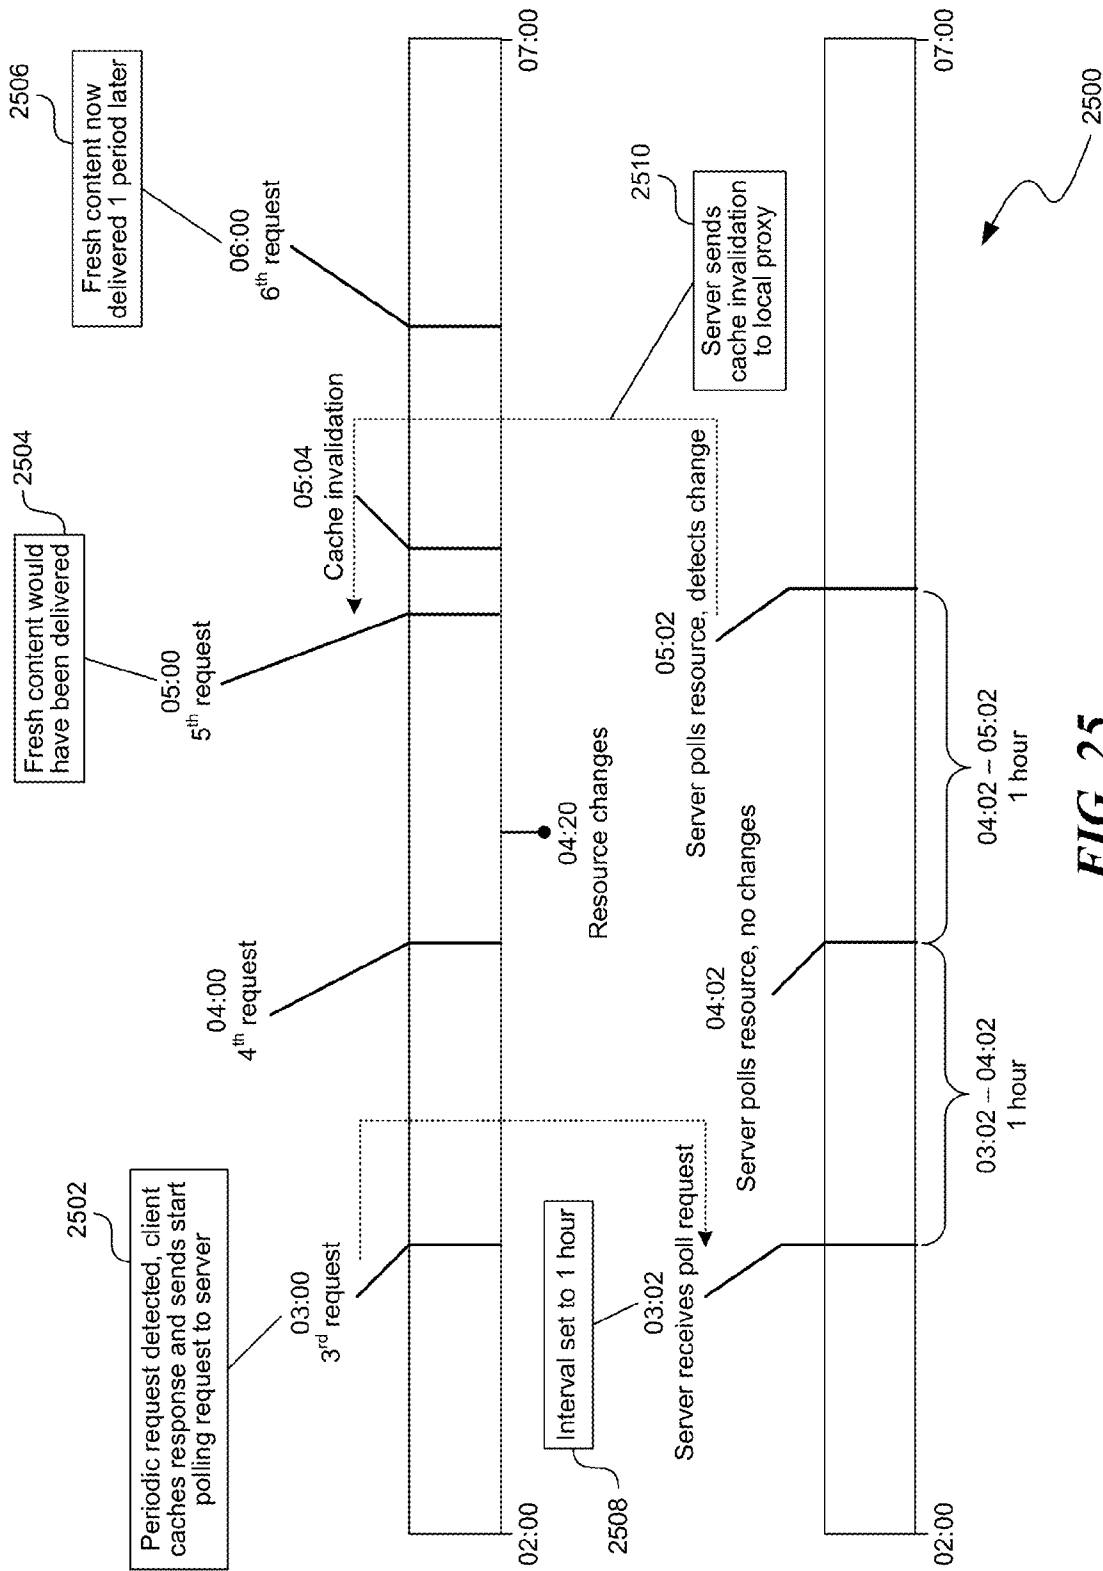 2502
Periodic request detected, client
caches response and sends start
polling request to server
03:00
3rd request
04:00
4th request
2504
Fresh content would
have been delivered
05:00
5th request
05:04
Cache invalidation
2506
Fresh content now
delivered 1 period later
06:00
6th request
02:00
07:00
04:20
Resource changes
2508
Interval set to 1 hour
03:02
Server receives poll request
04:02
Server polls resource, no changes
05:02
Server polls resource, detects change
2510
Server sends
cache invalidation
to local proxy
02:00
07:00
03:02 – 04:02
1 hour
04:02 – 05:02
1 hour
2500
FIG. 25